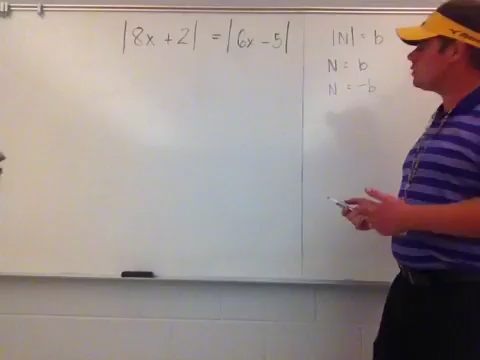 |8x + 2| = |6x - 5|
|N| = b
N = b
N = -b